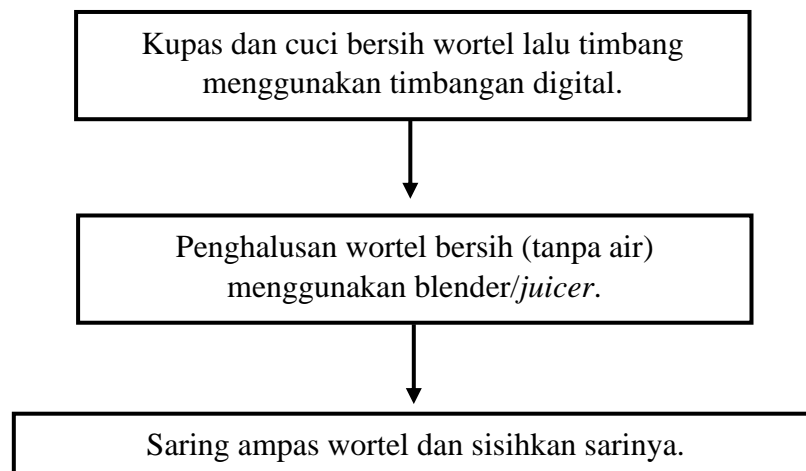 Kupas dan cuci bersih wortel lalu timbang
menggunakan timbangan digital.
Penghalusan wortel bersih (tanpa air)
menggunakan blender/juicer.
Saring ampas wortel dan sisihkan sarinya.